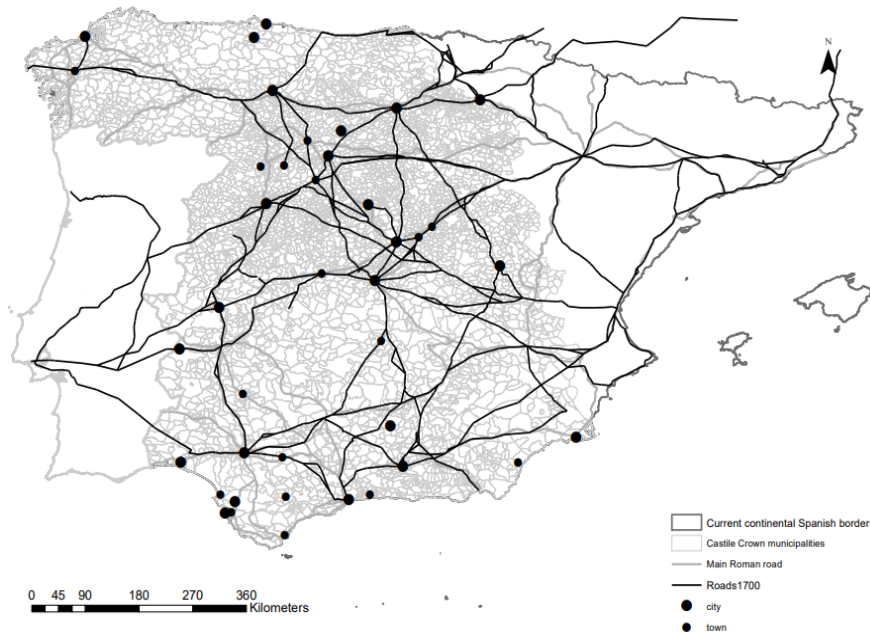 N
Current continental Spanish border
Castile Crown municipalities
Main Roman road
Roads1700
city
town
0 45 90 180 270 360
Kilometers